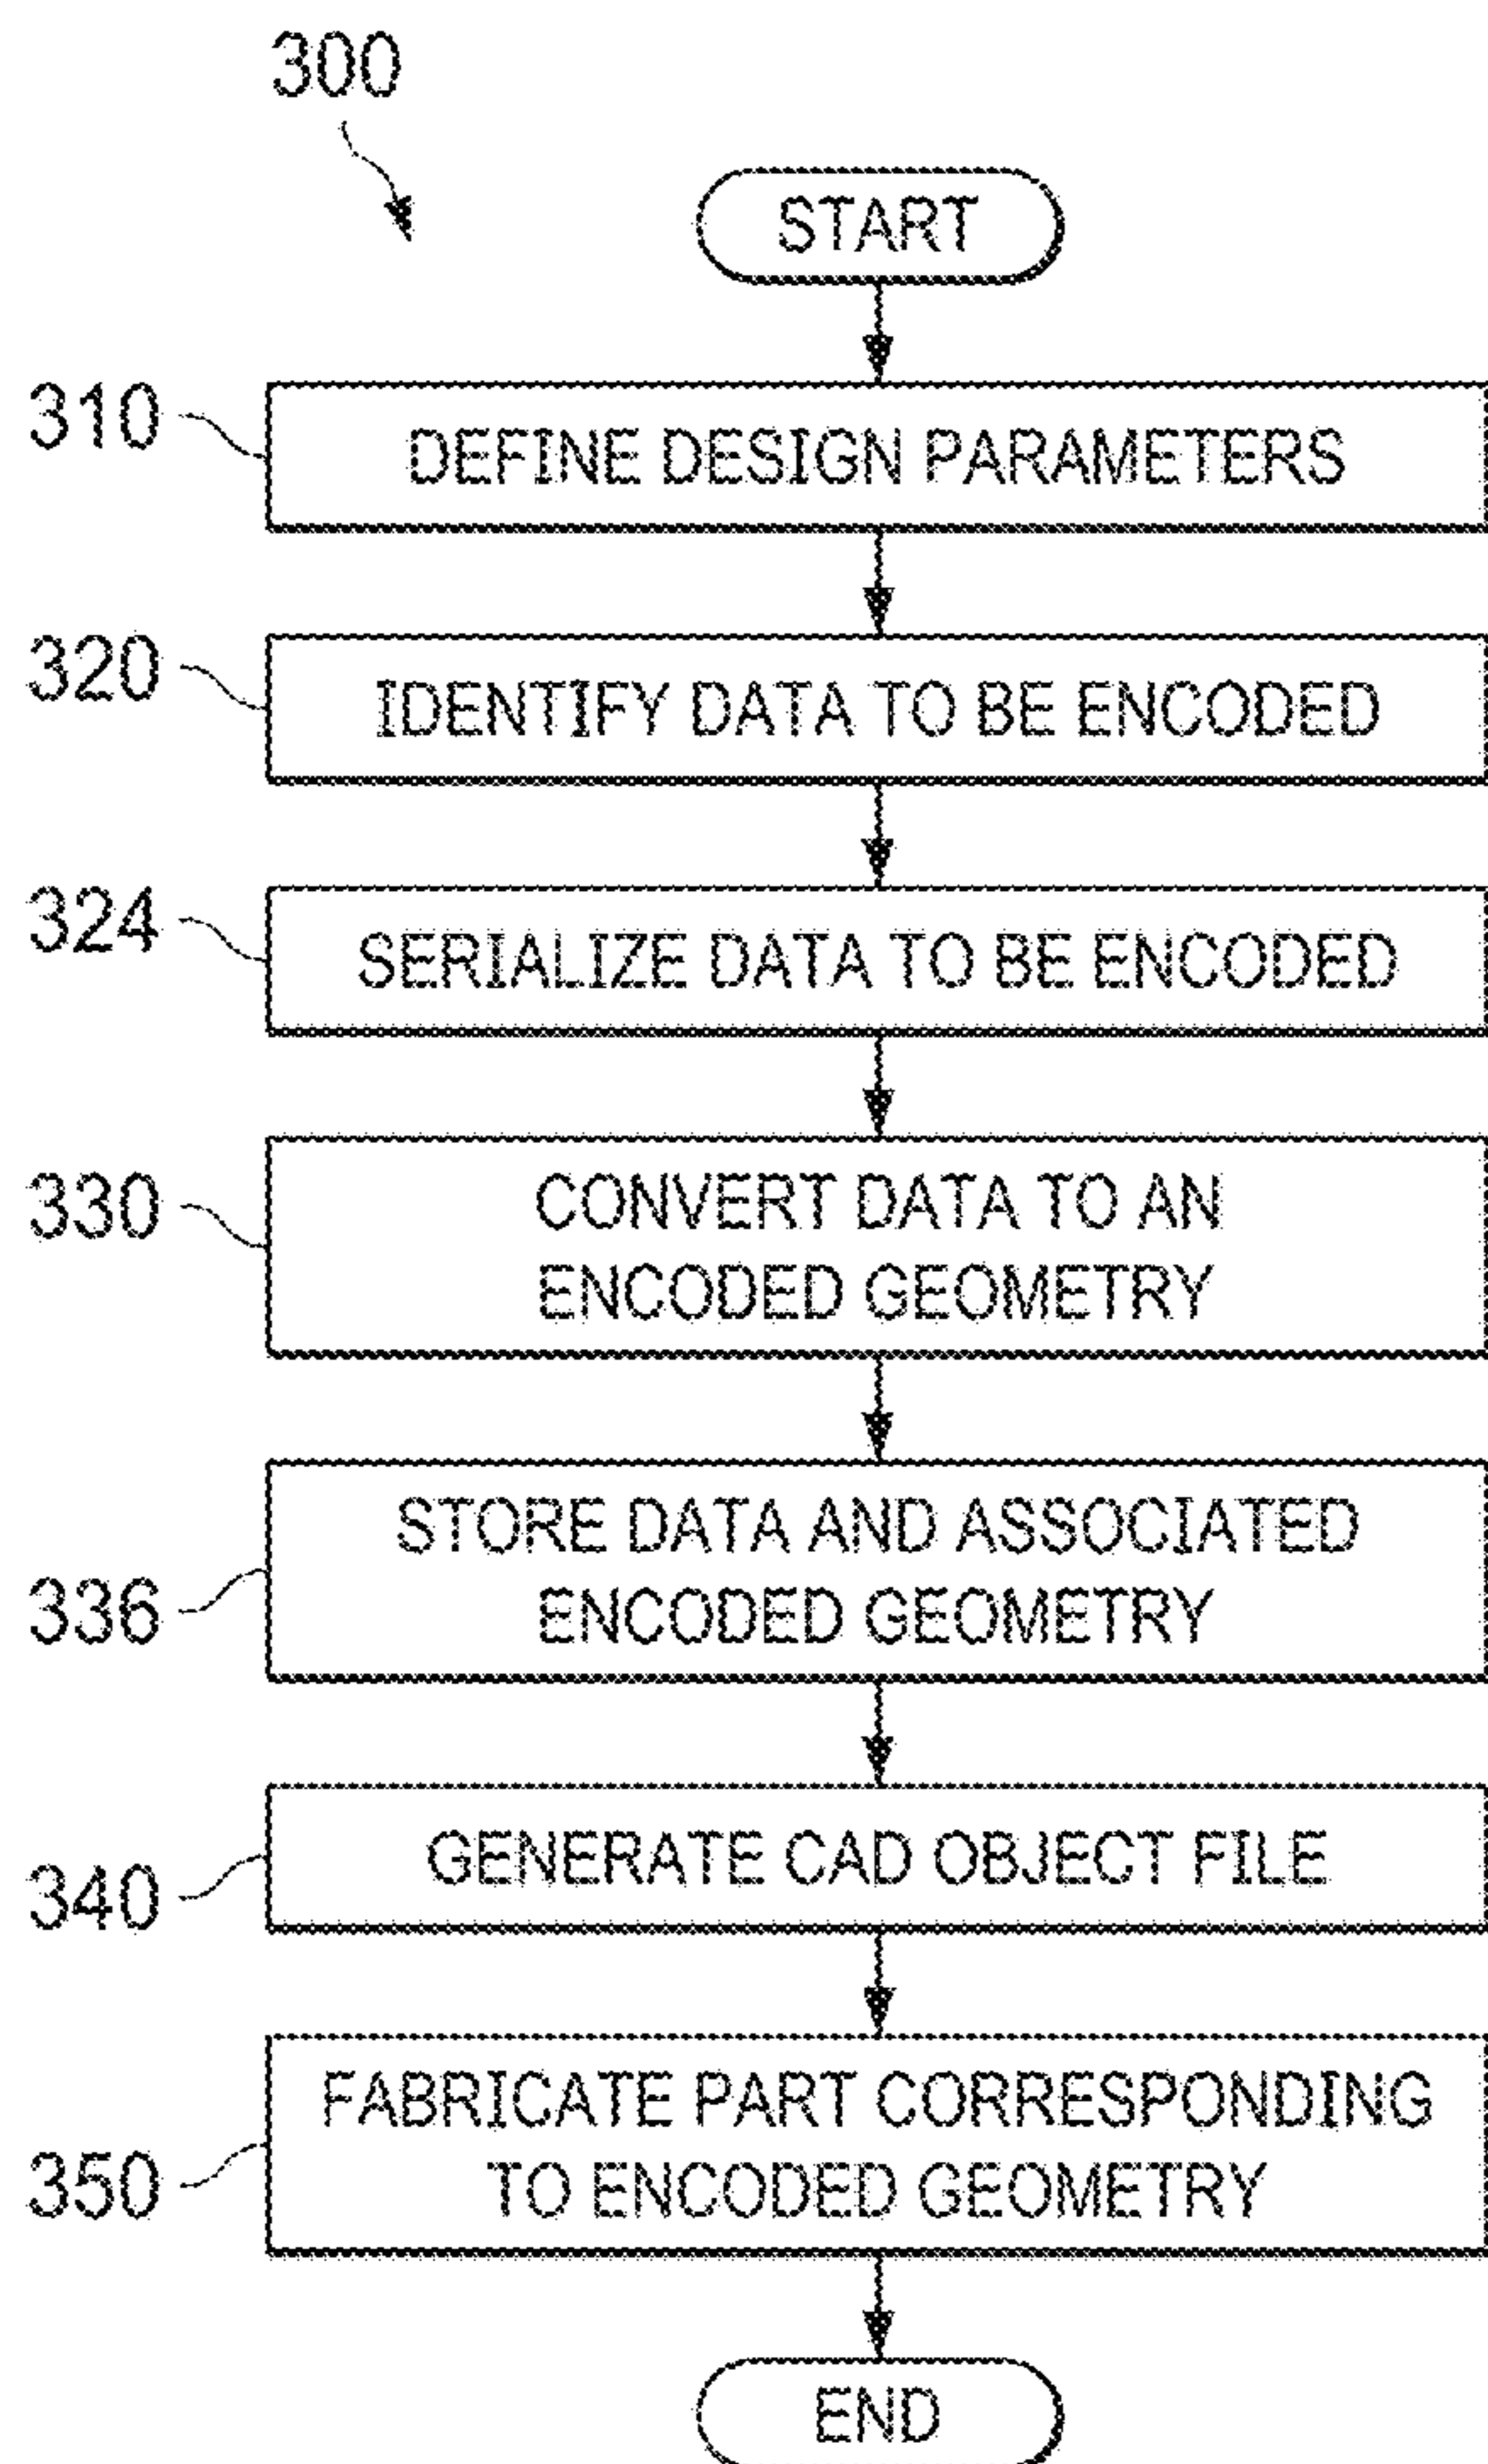 300
START
310
DEFINE DESIGN PARAMETERS
320
IDENTIFY DATA TO BE ENCODED
324
SERIALIZE DATA TO BE ENCODED
330
CONVERT DATA TO AN
ENCODED GEOMETRY
336
STORE DATA AND ASSOCIATED
ENCODED GEOMETRY
340
GENERATE CAD OBJECT FILE
350
FABRICATE PART CORRESPONDING
TO ENCODED GEOMETRY
END